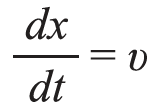 dx/dt = υ